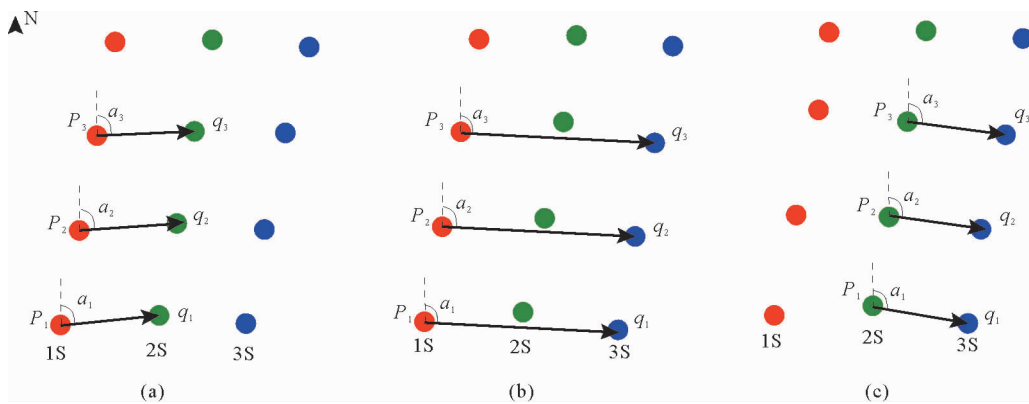 N
a₃
P₃
q₃
a₂
P₂
q₂
a₁
P₁
q₁
1S
2S
3S
(a)
a₃
P₃
q₃
a₂
P₂
q₂
a₁
P₁
q₁
1S
2S
3S
(b)
a₃
P₃
q₃
a₂
P₂
q₂
a₁
P₁
q₁
1S
2S
3S
(c)